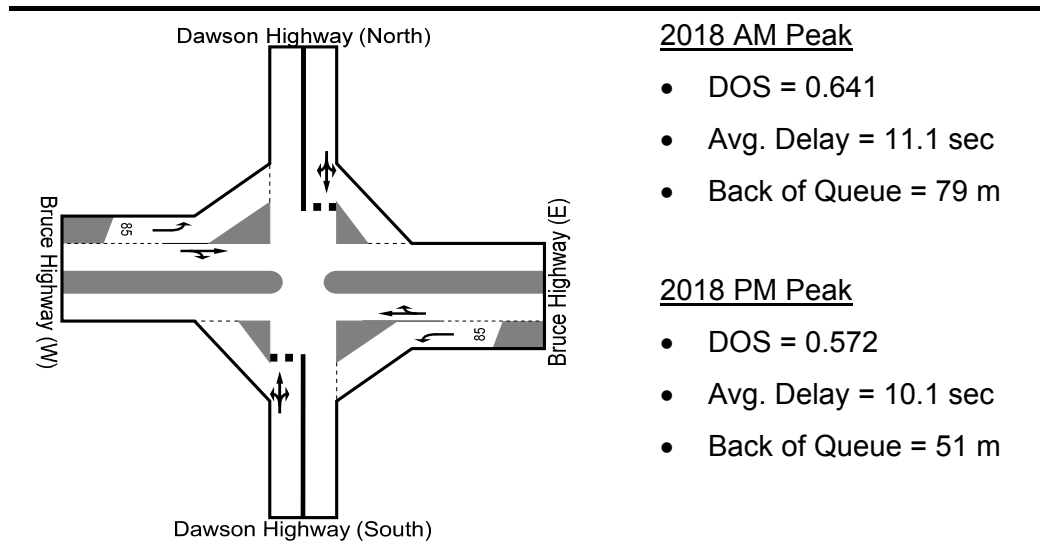 Dawson Highway (North)
Bruce Highway (W)
85
Bruce Highway (E)
85
Dawson Highway (South)
2018 AM Peak
• DOS = 0.641
• Avg. Delay = 11.1 sec
• Back of Queue = 79 m
2018 PM Peak
• DOS = 0.572
• Avg. Delay = 10.1 sec
• Back of Queue = 51 m